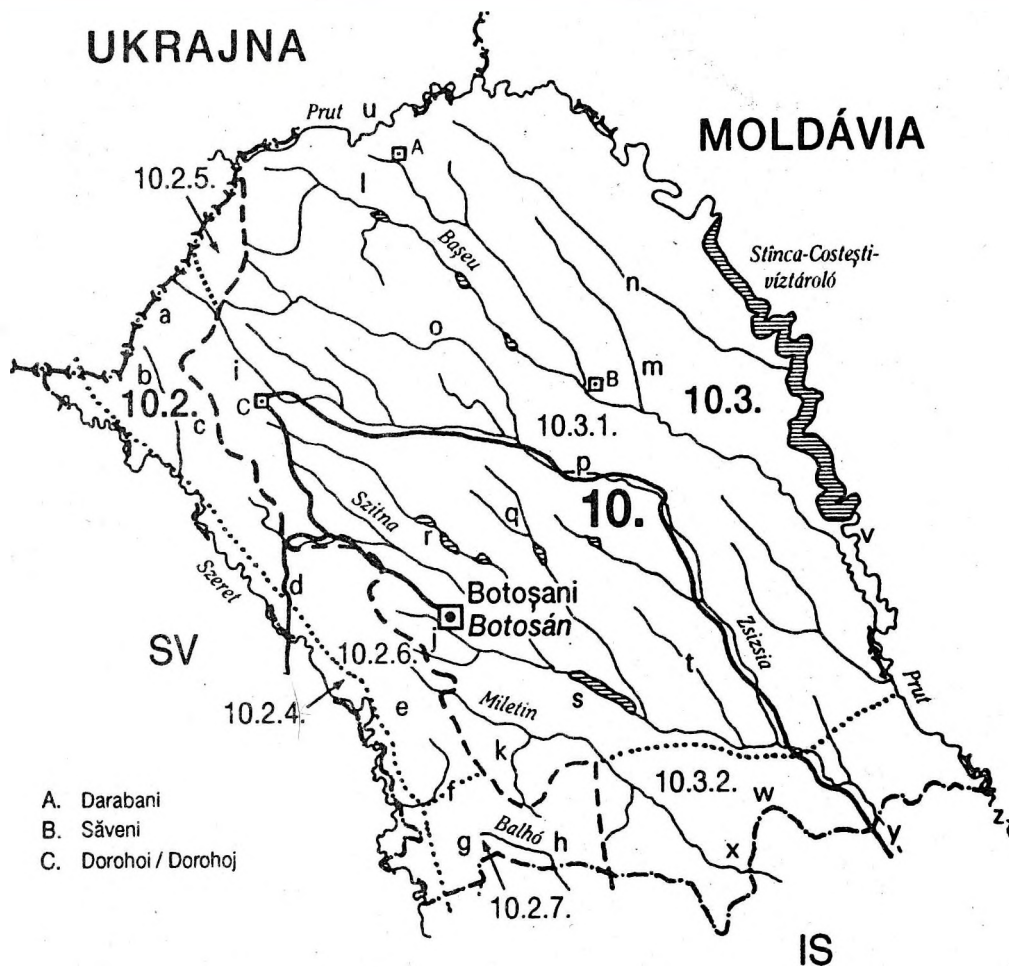 UKRAJNA
Prut
u
MOLDÁVIA
A
10.2.5.
l
Başeu
Stînca-Costeşti-
víztároló
n
a
o
b
i
B
m
10.2.
c
C
10.3.1.
10.3.
p
10.
Szitna
r
q
v
Szeret
d
Botoşani
Botosán
SV
j
10.2.6.
t
Zsizsia
Prut
10.2.4.
e
s
Miletin
k
10.3.2.
A. Darabani
f
w
z
B. Săveni
g
Balhó
h
y
C. Dorohoi / Dorohoj
x
10.2.7.
IS